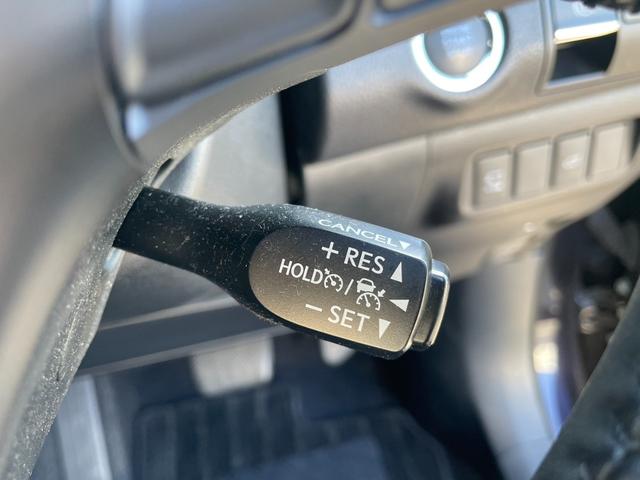 CANCEL▼
+ RES ▲
HOLD / ◀
− SET ▼